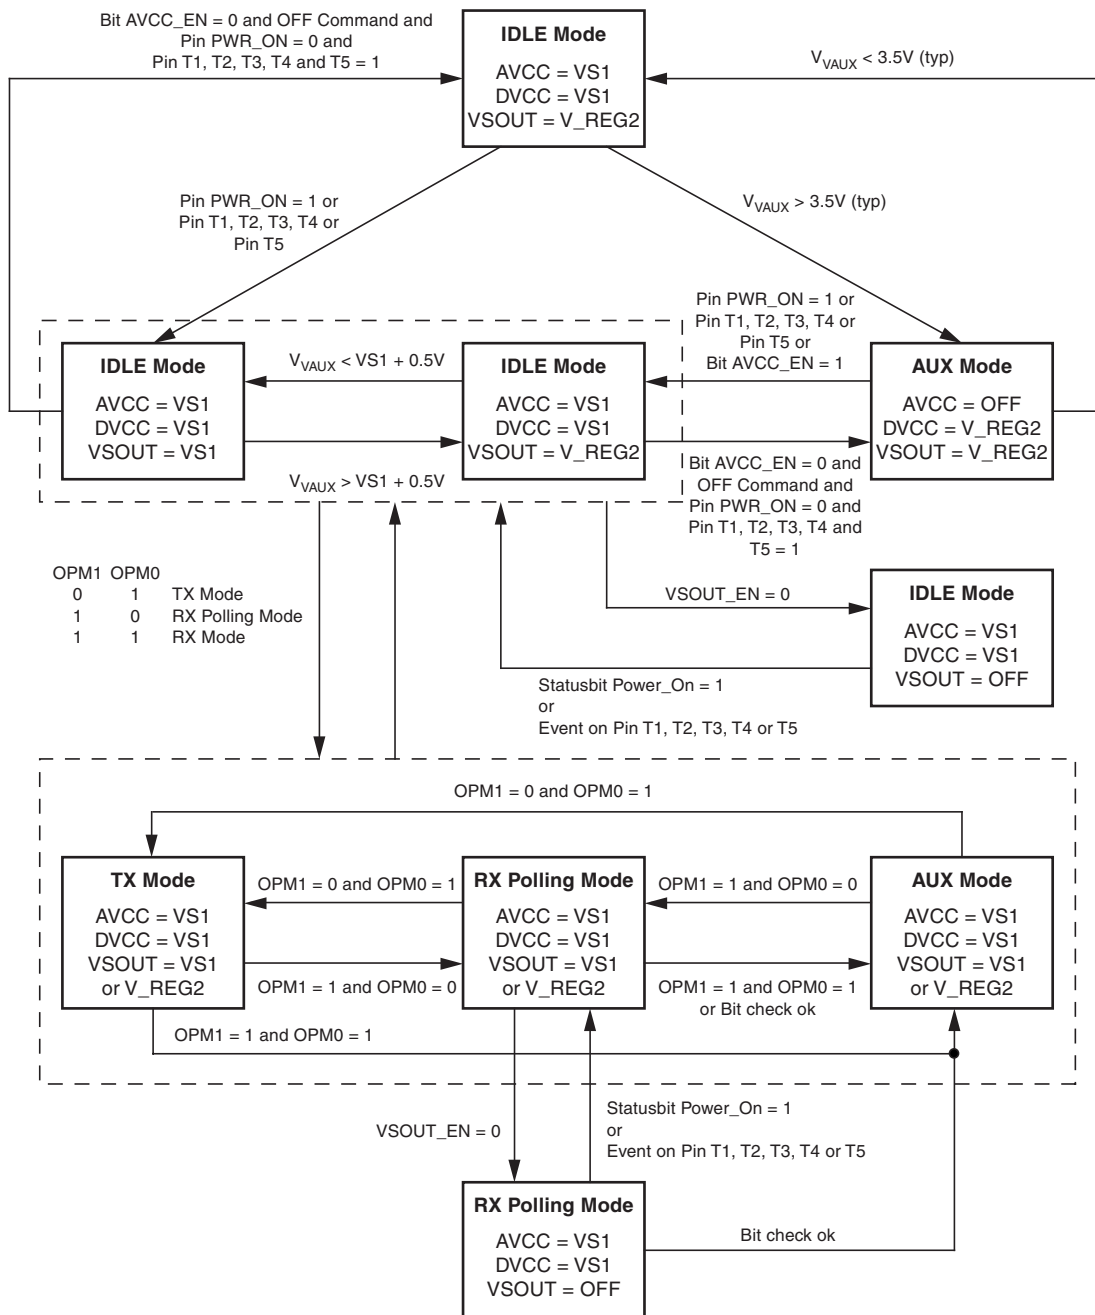 Bit AVCC_EN = 0 and OFF Command and
Pin PWR_ON = 0 and
Pin T1, T2, T3, T4 and T5 = 1
IDLE Mode
AVCC = VS1
DVCC = VS1
VSOUT = V_REG2
VVAUX < 3.5V (typ)
Pin PWR_ON = 1 or
Pin T1, T2, T3, T4 or
Pin T5
VVAUX > 3.5V (typ)
Pin PWR_ON = 1 or
Pin T1, T2, T3, T4 or
Pin T5 or
Bit AVCC_EN = 1
IDLE Mode
AVCC = VS1
DVCC = VS1
VSOUT = VS1
VVAUX < VS1 + 0.5V
VVAUX > VS1 + 0.5V
IDLE Mode
AVCC = VS1
DVCC = VS1
VSOUT = V_REG2
AUX Mode
AVCC = OFF
DVCC = V_REG2
VSOUT = V_REG2
Bit AVCC_EN = 0 and
OFF Command and
Pin PWR_ON = 0 and
Pin T1, T2, T3, T4 and
T5 = 1
OPM1 OPM0
0 1 TX Mode
1 0 RX Polling Mode
1 1 RX Mode
VSOUT_EN = 0
IDLE Mode
AVCC = VS1
DVCC = VS1
VSOUT = OFF
Statusbit Power_On = 1
or
Event on Pin T1, T2, T3, T4 or T5
OPM1 = 0 and OPM0 = 1
TX Mode
AVCC = VS1
DVCC = VS1
VSOUT = VS1
or V_REG2
OPM1 = 0 and OPM0 = 1
OPM1 = 1 and OPM0 = 0
RX Polling Mode
AVCC = VS1
DVCC = VS1
VSOUT = VS1
or V_REG2
OPM1 = 1 and OPM0 = 0
OPM1 = 1 and OPM0 = 1
or Bit check ok
AUX Mode
AVCC = VS1
DVCC = VS1
VSOUT = VS1
or V_REG2
OPM1 = 1 and OPM0 = 1
VSOUT_EN = 0
Statusbit Power_On = 1
or
Event on Pin T1, T2, T3, T4 or T5
RX Polling Mode
AVCC = VS1
DVCC = VS1
VSOUT = OFF
Bit check ok